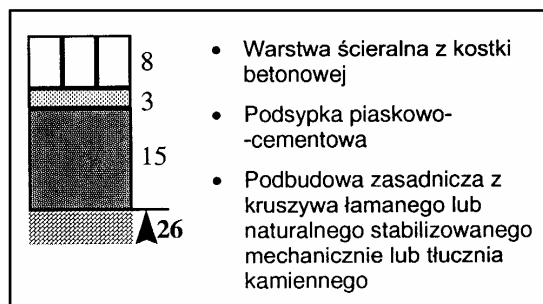 8
3
15
26
• Warstwa ścieralna z kostki
betonowej
• Podsypka piaskowo-
-cementowa
• Podbudowa zasadnicza z
kruszywa łamanego lub
naturalnego stabilizowanego
mechanicznie lub tłucznia
kamiennego